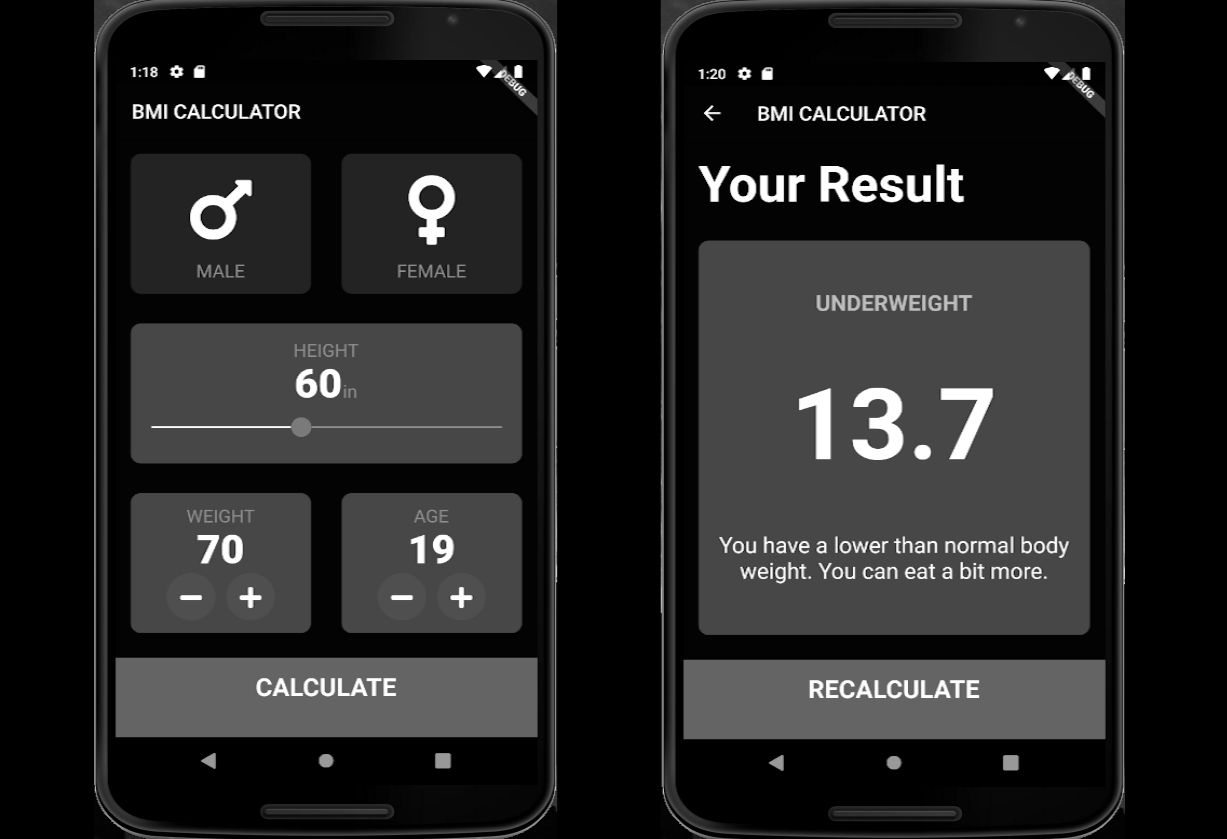 1:18
DEBUG
BMI CALCULATOR
MALE
FEMALE
HEIGHT
60in
WEIGHT
70
AGE
19
CALCULATE
1:20
DEBUG
BMI CALCULATOR
Your Result
UNDERWEIGHT
13.7
You have a lower than normal body
weight. You can eat a bit more.
RECALCULATE